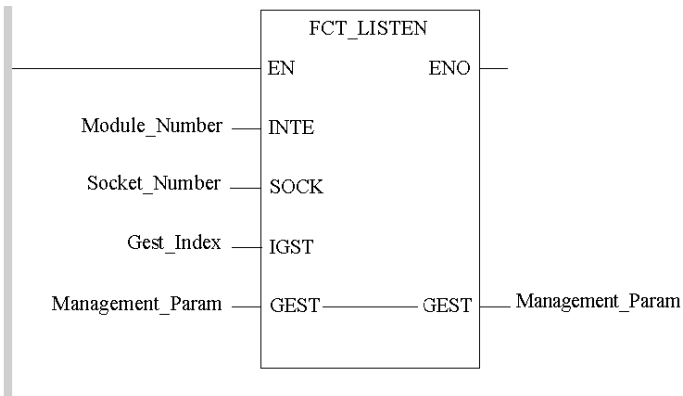 FCT_LISTEN
EN ENO
Module_Number INTE
Socket_Number SOCK
Gest_Index IGST
Management_Param GEST GEST Management_Param